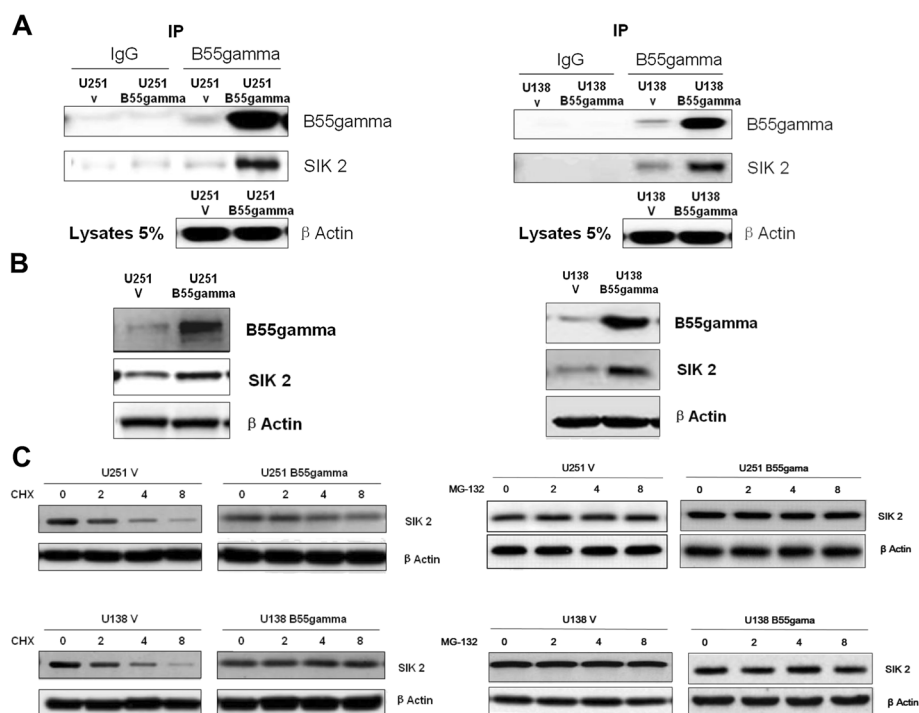 A
IP
IgG B55gamma
U251 V U251 B55gamma U251 V U251 B55gamma
B55gamma
SIK 2
U251 V U251 B55gamma
Lysates 5% β Actin
IP
IgG B55gamma
U138 V U138 B55gamma U138 V U138 B55gamma
B55gamma
SIK 2
U138 V U138 B55gamma
Lysates 5% β Actin
B
U251 V U251 B55gamma
B55gamma
SIK 2
β Actin
U138 V U138 B55gamma
B55gamma
SIK 2
β Actin
C
U251 V U251 B55gamma
CHX 0 2 4 8 0 2 4 8
SIK 2
β Actin
U251 V U251 B55gama
MG-132 0 2 4 8 0 2 4 8
SIK 2
β Actin
U138 V U138 B55gamma
CHX 0 2 4 8 0 2 4 8
SIK 2
β Actin
U138 V U138 B55gama
MG-132 0 2 4 8 0 2 4 8
SIK 2
β Actin